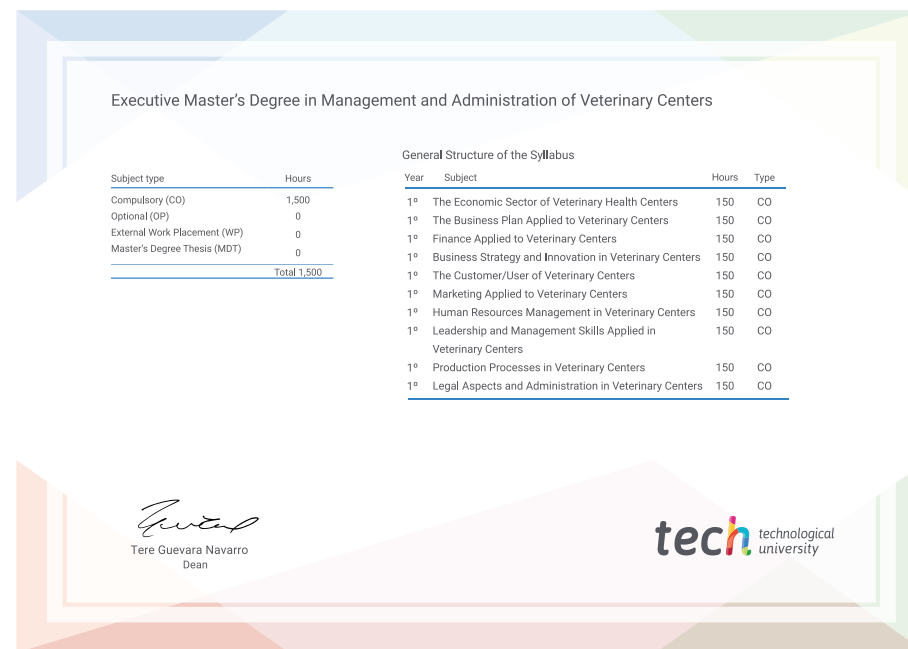 Executive Master's Degree in Management and Administration of Veterinary Centers
Subject type Hours
Compulsory (CO) 1,500
Optional (OP) 0
External Work Placement (WP) 0
Master's Degree Thesis (MDT) 0
Total 1,500
General Structure of the Syllabus
Year Subject Hours Type
1º The Economic Sector of Veterinary Health Centers 150 CO
1º The Business Plan Applied to Veterinary Centers 150 CO
1º Finance Applied to Veterinary Centers 150 CO
1º Business Strategy and Innovation in Veterinary Centers 150 CO
1º The Customer/User of Veterinary Centers 150 CO
1º Marketing Applied to Veterinary Centers 150 CO
1º Human Resources Management in Veterinary Centers 150 CO
1º Leadership and Management Skills Applied in 150 CO
Veterinary Centers
1º Production Processes in Veterinary Centers 150 CO
1º Legal Aspects and Administration in Veterinary Centers 150 CO
Tere Guevara Navarro
Dean
tech technological
university